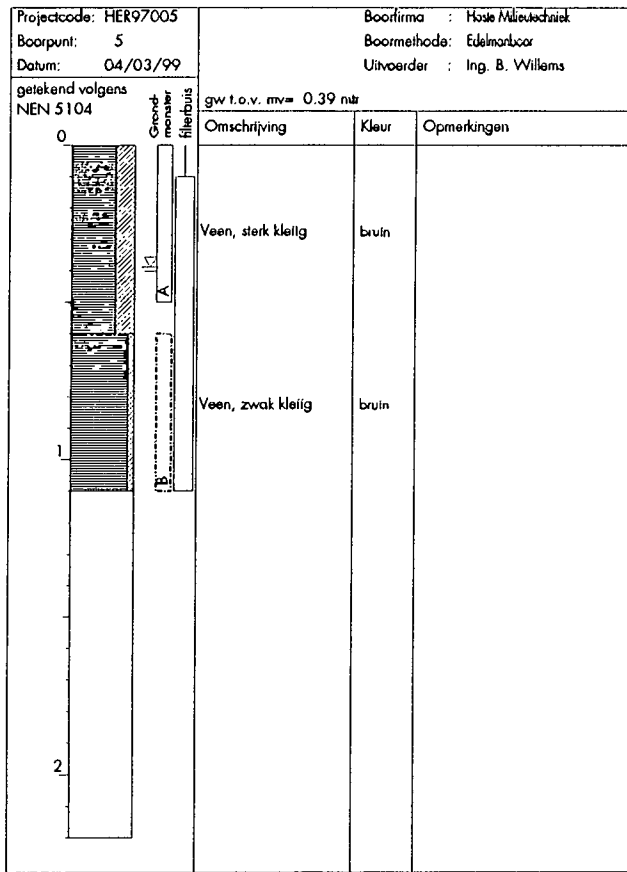 Projectcode: HER97005
Boorpunt: 5
Datum: 04/03/99
Boorfirma : Hoste Milieutechniek
Boormethode: Edelmanboor
Uitvoerder : Ing. B. Willems
getekend volgens
NEN 5104
Grond-
monster
filterbuis
gw t.o.v. mv= 0.39 mtr
Omschrijving Kleur Opmerkingen
0
Veen, sterk kleiïg bruin
A
Veen, zwak kleiïg bruin
1
B
2